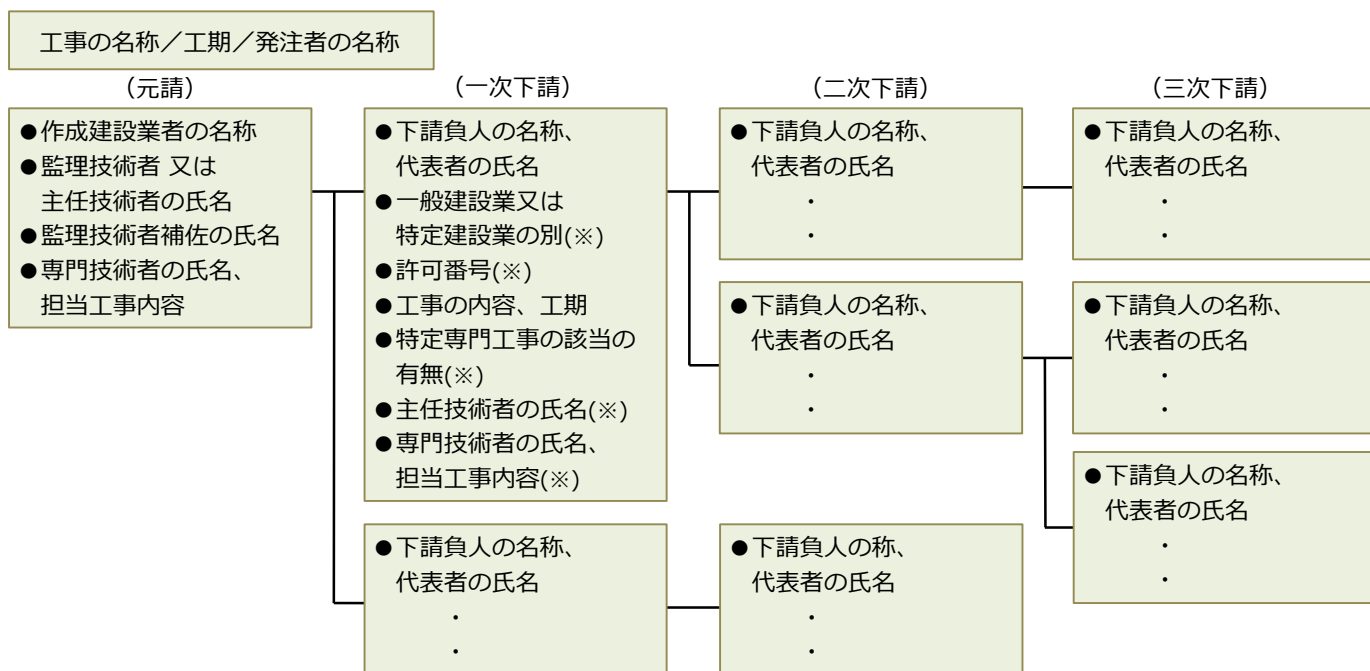 工事の名称／工期／発注者の名称
（元請）
（一次下請）
（二次下請）
（三次下請）
●作成建設業者の名称
●監理技術者 又は
主任技術者の氏名
●監理技術者補佐の氏名
●専門技術者の氏名、
担当工事内容
●下請負人の名称、
代表者の氏名
●一般建設業又は
特定建設業の別(※)
●許可番号(※)
●工事の内容、工期
●特定専門工事の該当の
有無(※)
●主任技術者の氏名(※)
●専門技術者の氏名、
担当工事内容(※)
●下請負人の名称、
代表者の氏名
・
・
●下請負人の名称、
代表者の氏名
・
・
●下請負人の名称、
代表者の氏名
・
・
●下請負人の称、
代表者の氏名
・
・
●下請負人の名称、
代表者の氏名
・
・
●下請負人の名称、
代表者の氏名
・
・
●下請負人の名称、
代表者の氏名
・
・